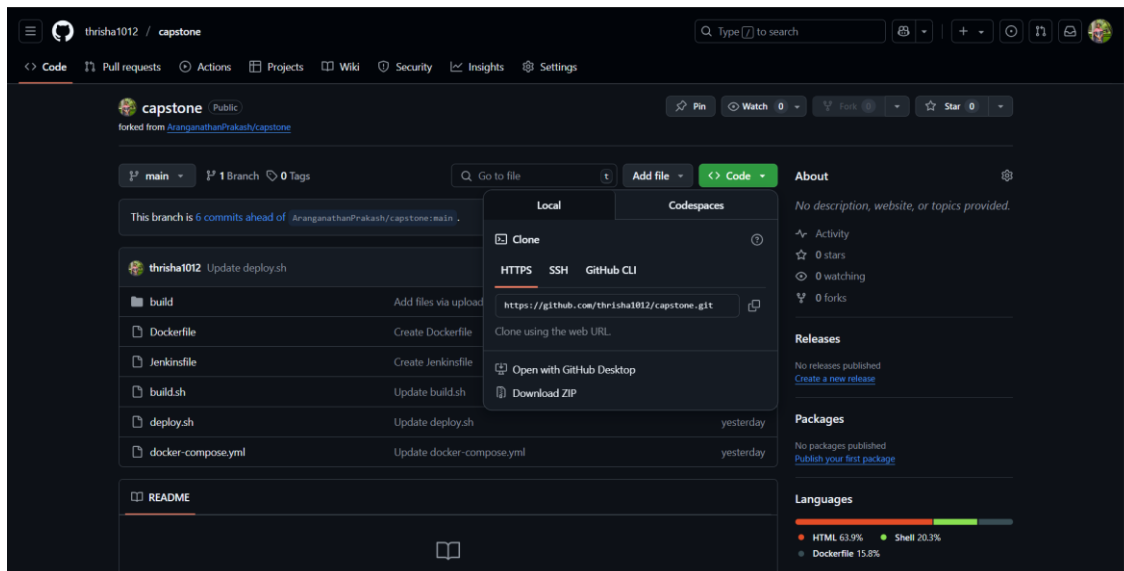 thrisha1012 / capstone
Type / to search
Code Pull requests Actions Projects Wiki Security Insights Settings
capstone Public
Pin Watch 0 Fork 0 Star 0
forked from AranganathanPrakash/capstone
main 1 Branch 0 Tags Go to file t Add file Code
This branch is 6 commits ahead of AranganathanPrakash/capstone:main .
Local Codespaces
Clone
HTTPS SSH GitHub CLI
https://github.com/thrisha1012/capstone.git
Clone using the web URL.
Open with GitHub Desktop
Download ZIP
thrisha1012 Update deploy.sh
build Add files via upload
Dockerfile Create Dockerfile
Jenkinsfile Create Jenkinsfile
build.sh Update build.sh
deploy.sh Update deploy.sh yesterday
docker-compose.yml Update docker-compose.yml yesterday
README
About
No description, website, or topics provided.
Activity
0 stars
0 watching
0 forks
Releases
No releases published
Create a new release
Packages
No packages published
Publish your first package
Languages
HTML 63.9% Shell 20.3%
Dockerfile 15.8%